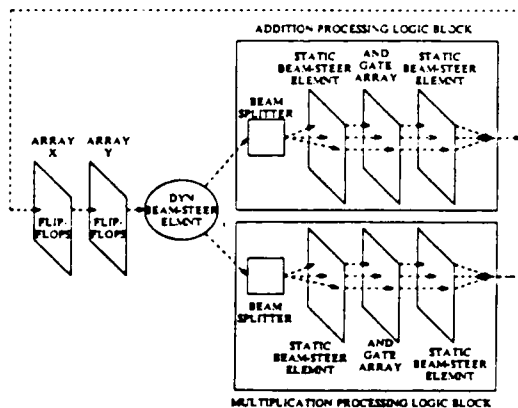 ADDITION PROCESSING LOGIC BLOCK
STATIC
BEAM-STEER
ELEMNT
AND
GATE
ARRAY
STATIC
BEAM-STEER
ELEMNT
BEAM
SPLITTER
ARRAY
X
ARRAY
Y
FLIP-
FLOPS
FLIP-
FLOPS
DYN
BEAM-STEER
ELMNT
BEAM
SPLITTER
STATIC
BEAM-STEER
ELEMNT
AND
GATE
ARRAY
STATIC
BEAM-STEER
ELEMNT
MULTIPLICATION PROCESSING LOGIC BLOCK